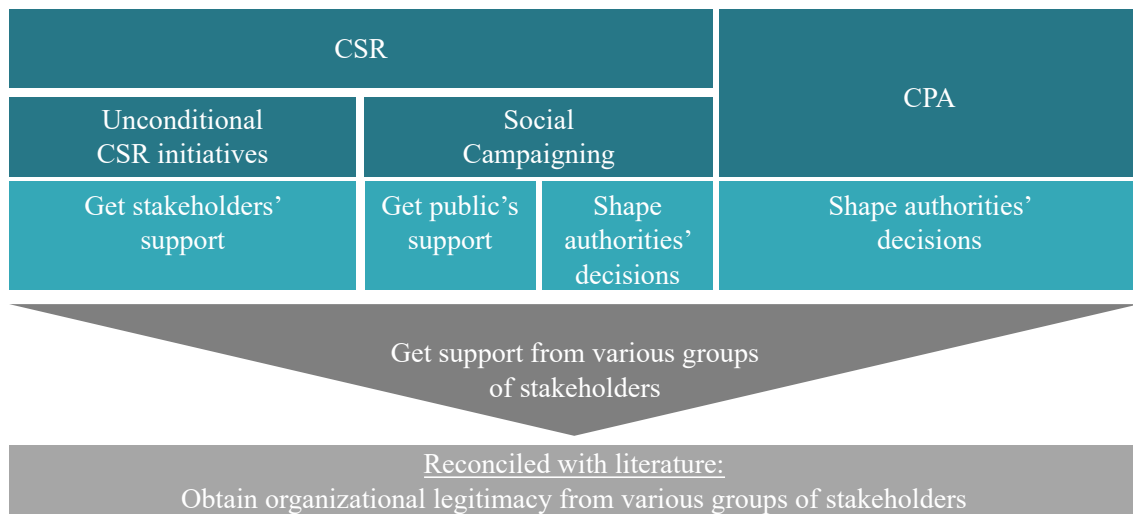 CSR
CPA
Unconditional
CSR initiatives
Social
Campaigning
Get stakeholders’
support
Get public’s
support
Shape
authorities’
decisions
Shape authorities’
decisions
Get support from various groups
of stakeholders
Reconciled with literature:
Obtain organizational legitimacy from various groups of stakeholders